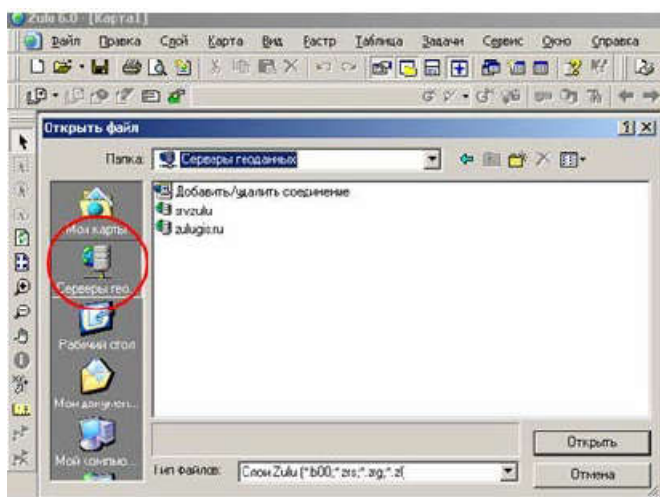 Zulu 6.0 - [Карта1]
Файл Правка Слой Карта Вид Растр Таблица Задачи Сервис Окно Справка
Открыть файл
Папка: Серверы геоданных
Добавить/удалить соединение
srvzulu
zulugis.ru
Мои карты
Серверы гео...
Рабочий стол
Мои докумен...
Мой компью...
Открыть
Тип файлов: Слои Zulu (*.b00;*.zrs;*.zrg;*.z(
Отмена